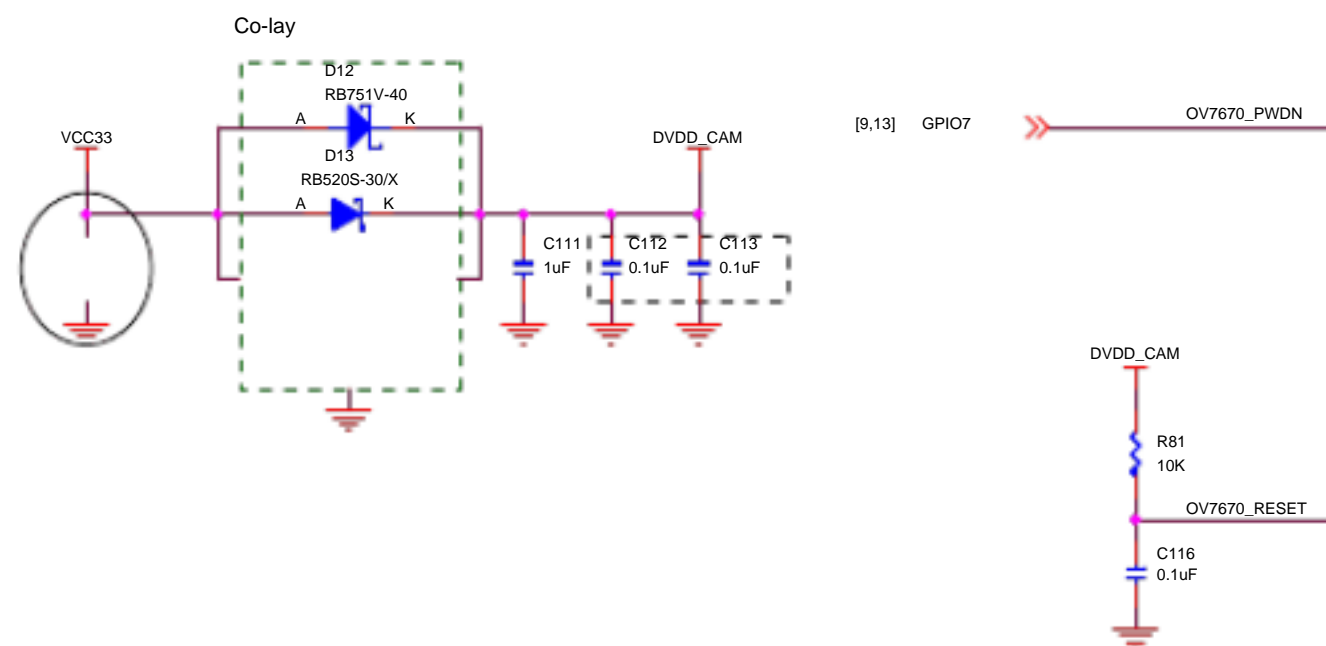 Co-lay
D12
RB751V-40
A K
VCC33
D13
RB520S-30/X
A K
DVDD_CAM
C111
1uF
C112
0.1uF
C113
0.1uF
[9,13] GPIO7
OV7670_PWDN
DVDD_CAM
R81
10K
OV7670_RESET
C116
0.1uF